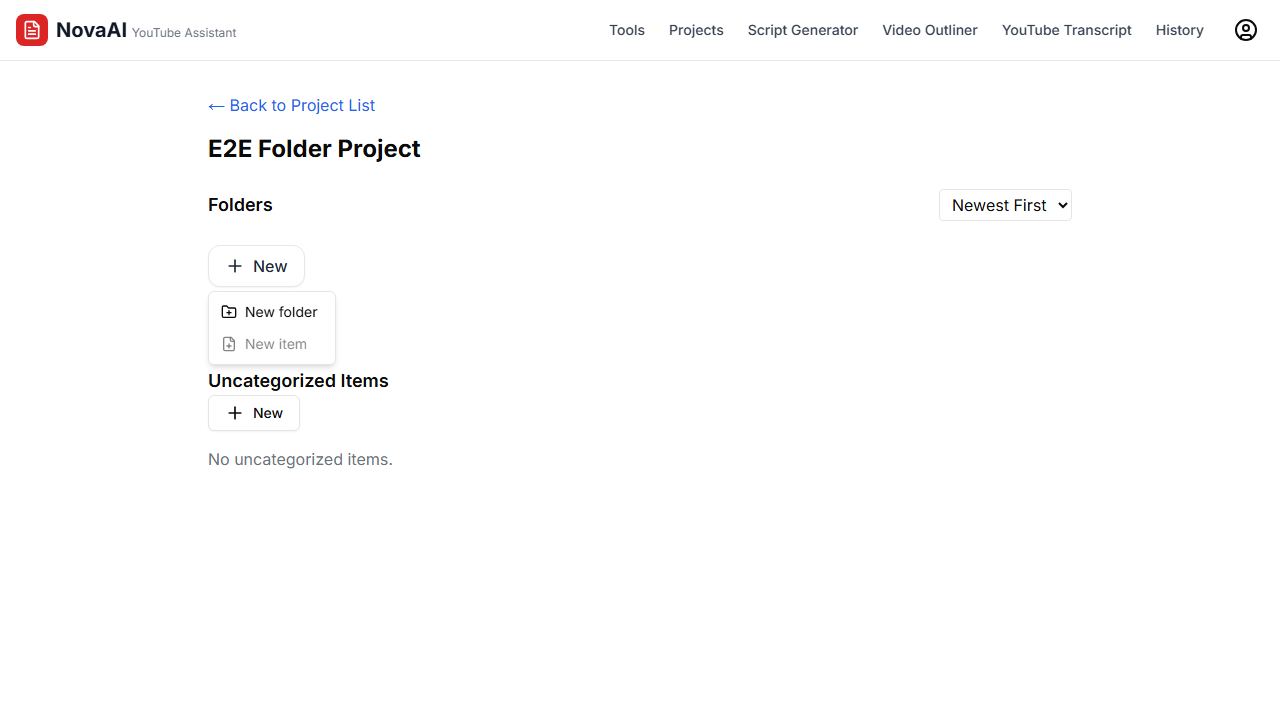 NovaAI YouTube Assistant
Tools Projects Script Generator Video Outliner YouTube Transcript History
← Back to Project List
E2E Folder Project
Folders
Newest First
New
New folder
New item
Uncategorized Items
New
No uncategorized items.